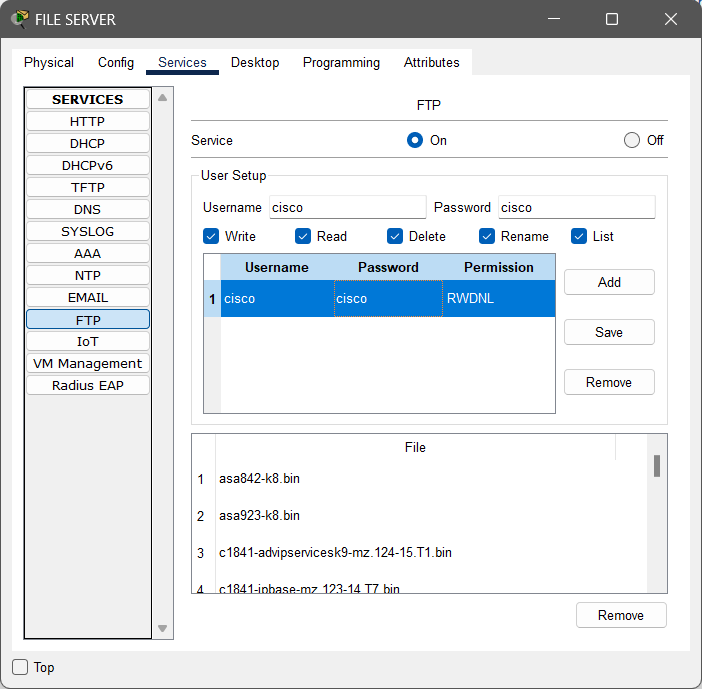 FILE SERVER
Physical Config Services Desktop Programming Attributes
SERVICES
HTTP
DHCP
DHCPv6
TFTP
DNS
SYSLOG
AAA
NTP
EMAIL
FTP
IoT
VM Management
Radius EAP
FTP
Service On Off
User Setup
Username cisco Password cisco
Write Read Delete Rename List
Username Password Permission
1 cisco cisco RWDNL
Add
Save
Remove
File
1 asa842-k8.bin
2 asa923-k8.bin
3 c1841-advipservicesk9-mz.124-15.T1.bin
4 c1841-ipbase-mz.123-14.T7.bin
Remove
Top